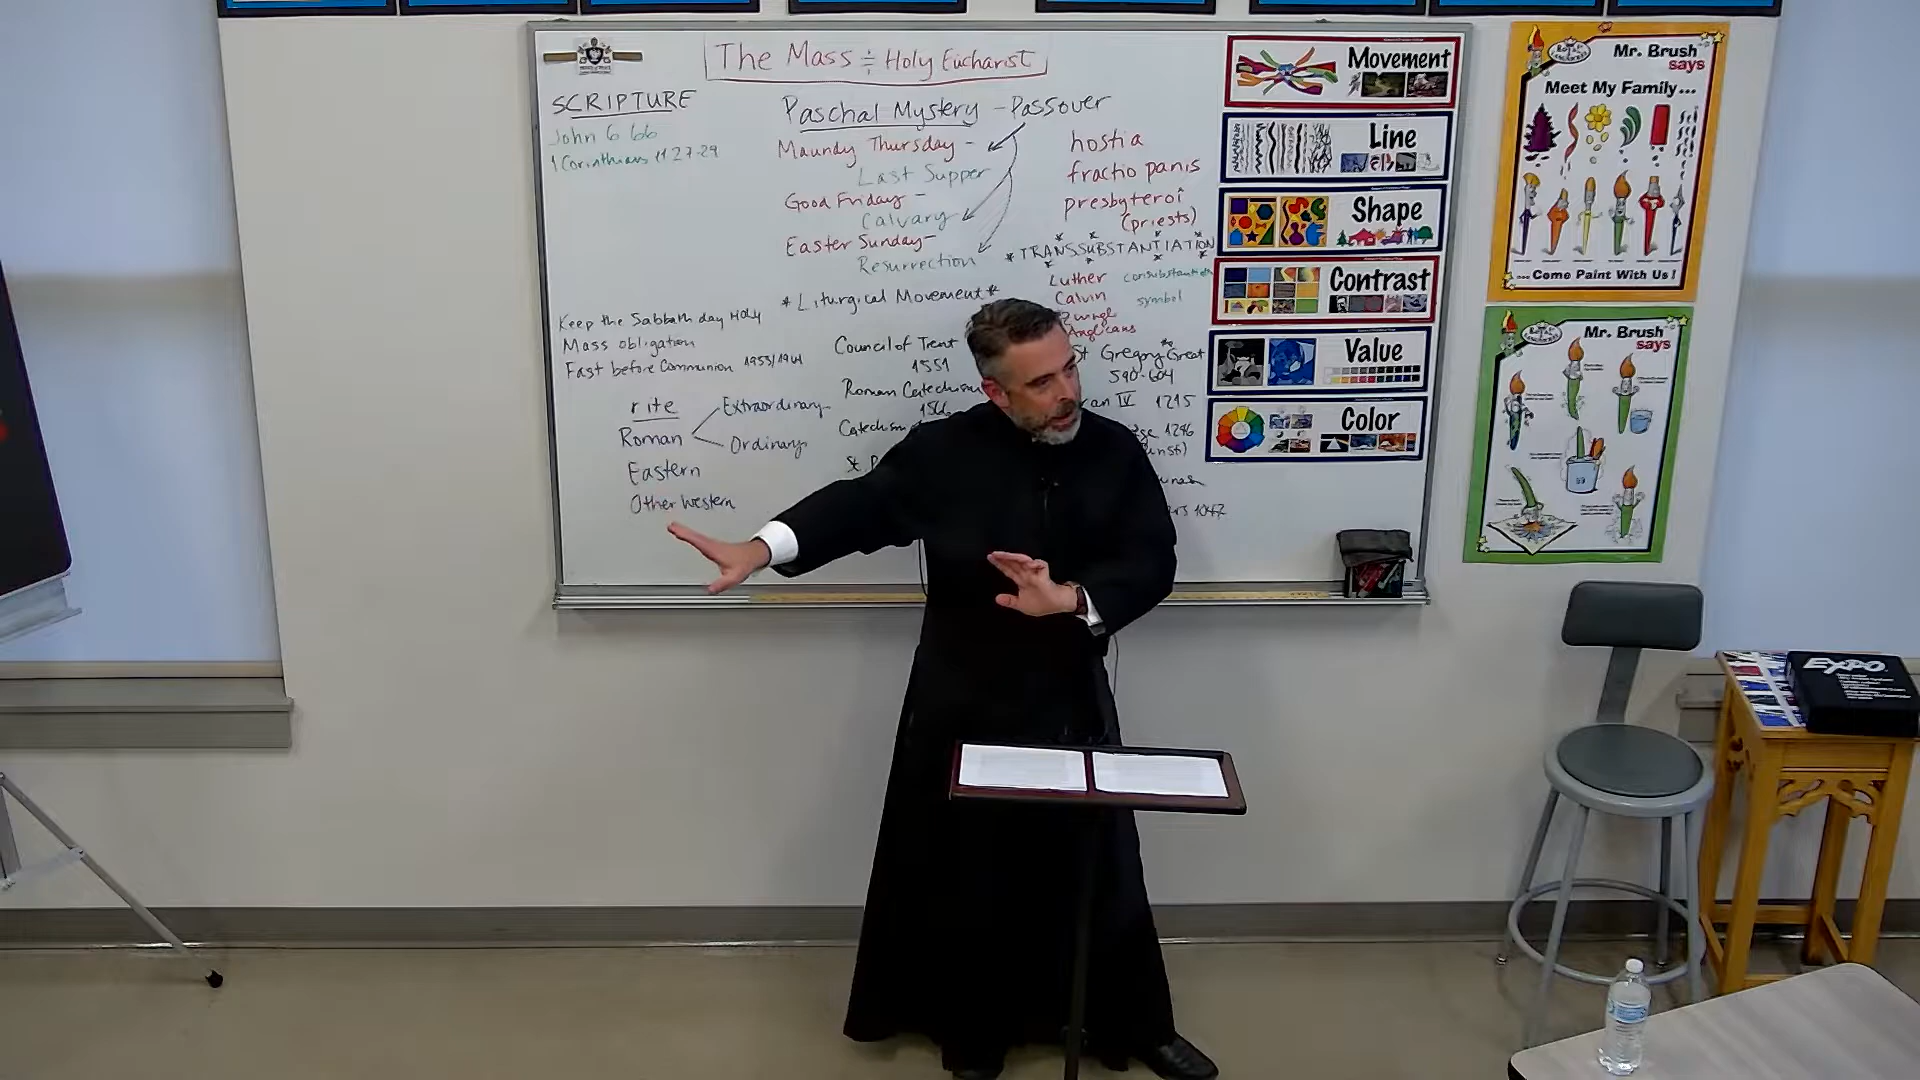 The Mass ÷ Holy Eucharist
SCRIPTURE
John 6 66
1 Corinthians 11 27-29
Paschal Mystery - Passover
Maundy Thursday -
Last Supper
Good Friday -
Calvary
Easter Sunday -
Resurrection
hostia
fractio panis
presbyteroi
(priests)
*TRANSSUBSTANTIATION
Luther consubstantiation
Calvin symbol
Anglicans
* Liturgical Movement *
Keep the Sabbath day Holy
Mass obligation
Fast before Communion 1953/1964
rite
Roman
Extraordinary
Ordinary
Eastern
Other Western
Council of Trent
1551
Roman Catechism
St Gregory Great
590-604
IV 1215
1246
1047
Movement
Line
Shape
Contrast
Value
Color
Mr. Brush
says
Meet My Family...
...Come Paint With Us!
Mr. Brush
says
EXPO